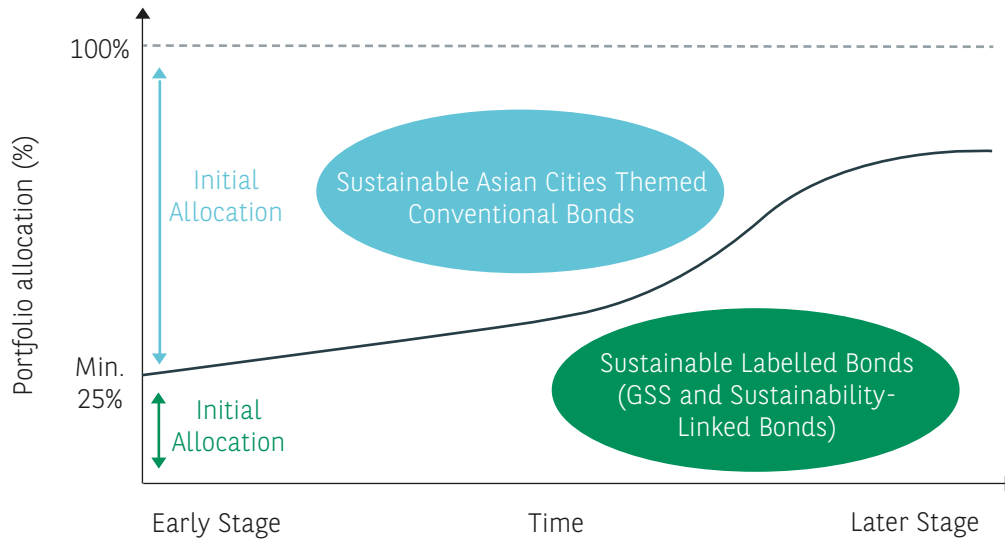 100%
Portfolio allocation (%)
Initial
Allocation
Sustainable Asian Cities Themed
Conventional Bonds
Min.
25%
Initial
Allocation
Sustainable Labelled Bonds
(GSS and Sustainability-
Linked Bonds)
Early Stage
Time
Later Stage